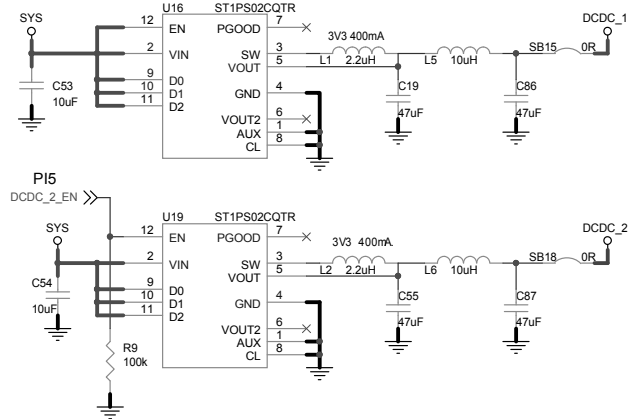 SYS
U16 ST1PS02CQTR
DCDC_1
12 EN PGOOD 7
2 VIN SW 3
3V3 400mA
L1 2.2uH
L5 10uH
SB15 0R
VOUT 5
9 D0
10 D1
11 D2
GND 4
C53
10uF
C19
47uF
C86
47uF
VOUT2 6
AUX 1
CL 8
PI5
DCDC_2_EN
SYS
U19 ST1PS02CQTR
DCDC_2
12 EN PGOOD 7
2 VIN SW 3
3V3 400mA.
L2 2.2uH
L6 10uH
SB18 0R
VOUT 5
9 D0
10 D1
11 D2
GND 4
C54
10uF
C55
47uF
C87
47uF
VOUT2 6
AUX 1
CL 8
R9
100k